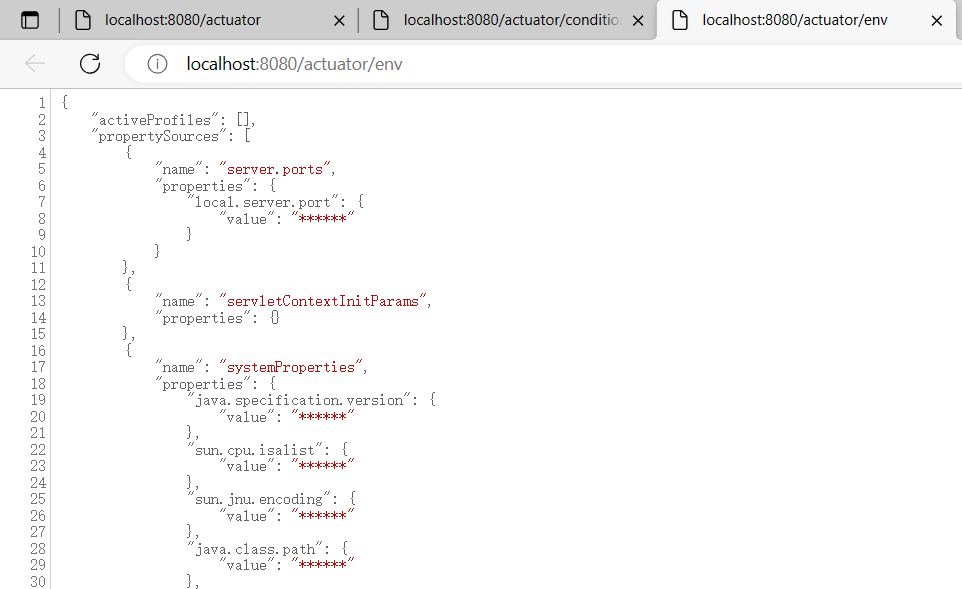 localhost:8080/actuator
localhost:8080/actuator/conditio
localhost:8080/actuator/env
localhost:8080/actuator/env
1 {
2 "activeProfiles": [],
3 "propertySources": [
4 {
5 "name": "server.ports",
6 "properties": {
7 "local.server.port": {
8 "value": "******"
9 }
10 }
11 },
12 {
13 "name": "servletContextInitParams",
14 "properties": {}
15 },
16 {
17 "name": "systemProperties",
18 "properties": {
19 "java.specification.version": {
20 "value": "******"
21 },
22 "sun.cpu.isalist": {
23 "value": "******"
24 },
25 "sun.jnu.encoding": {
26 "value": "******"
27 },
28 "java.class.path": {
29 "value": "******"
30 },